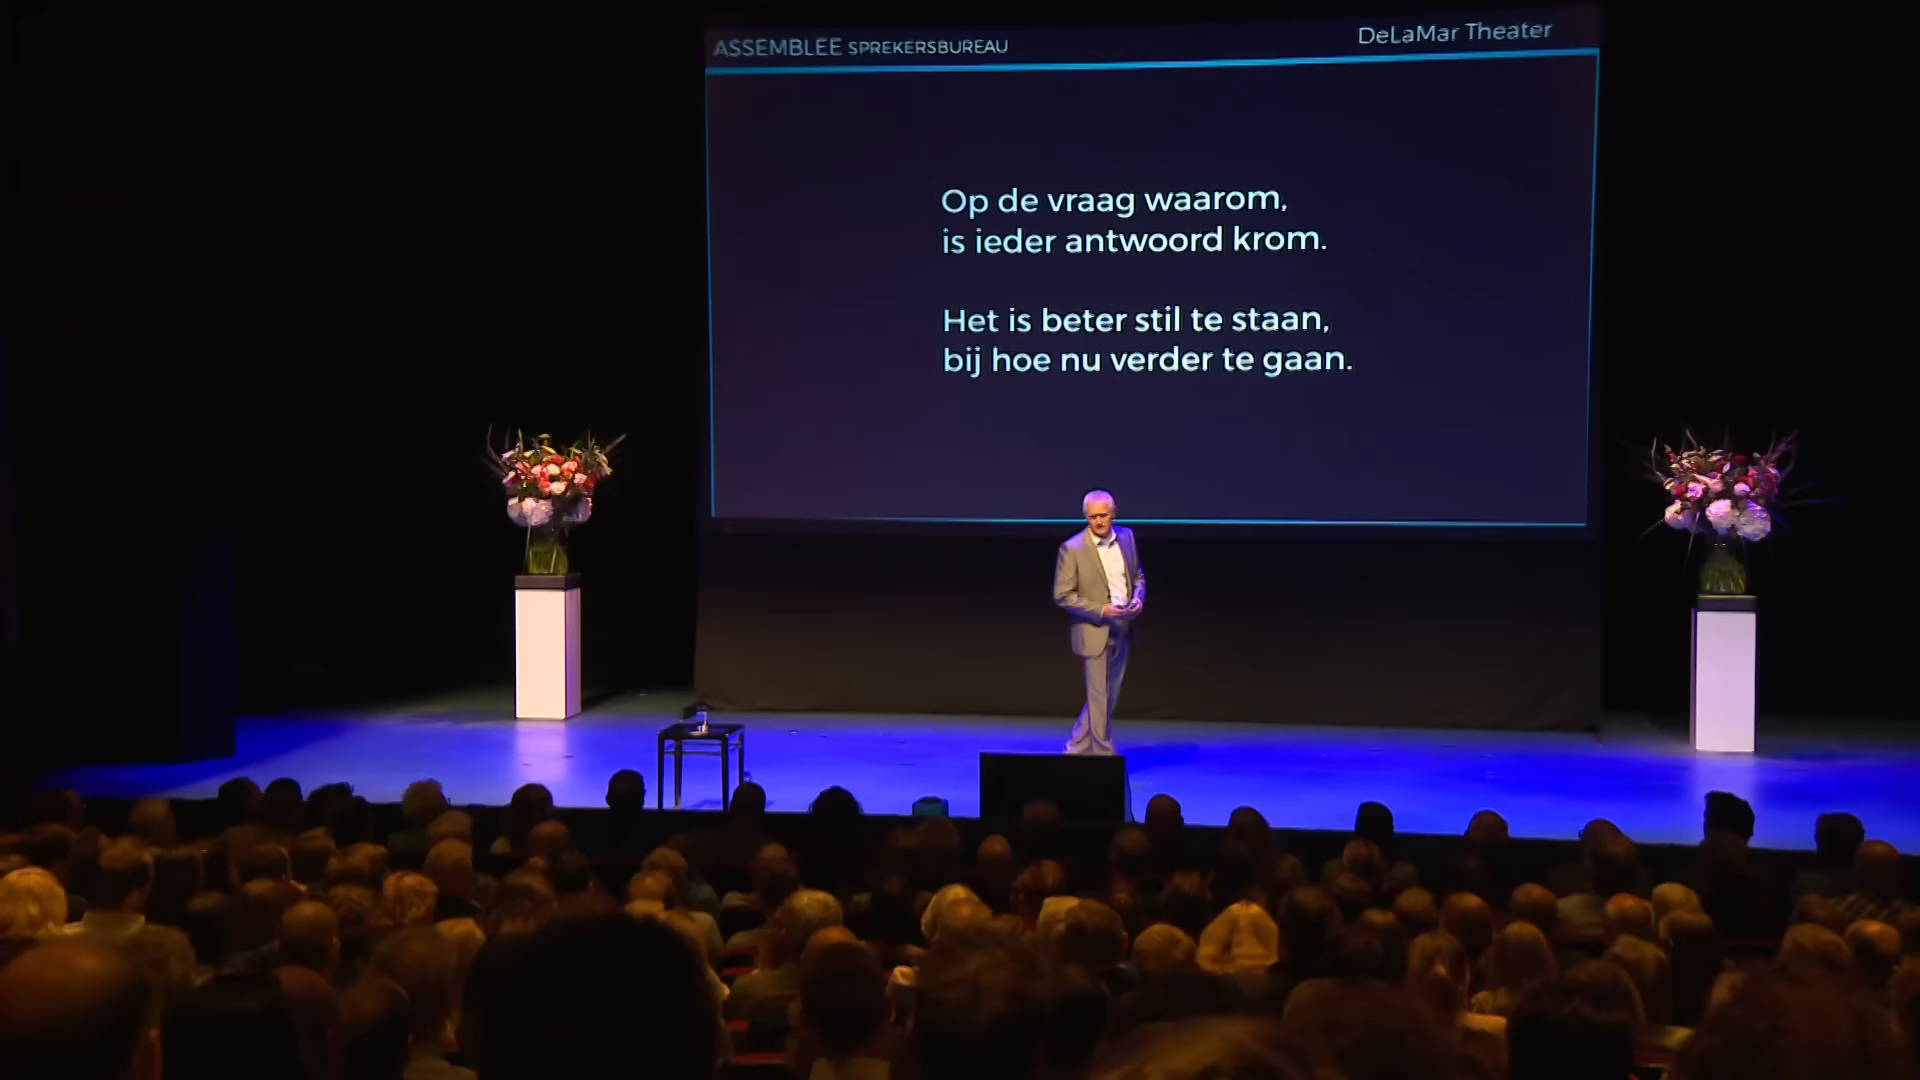 ASSEMBLEE SPREKERSBUREAU
DeLaMar Theater
Op de vraag waarom,
is ieder antwoord krom.
Het is beter stil te staan,
bij hoe nu verder te gaan.